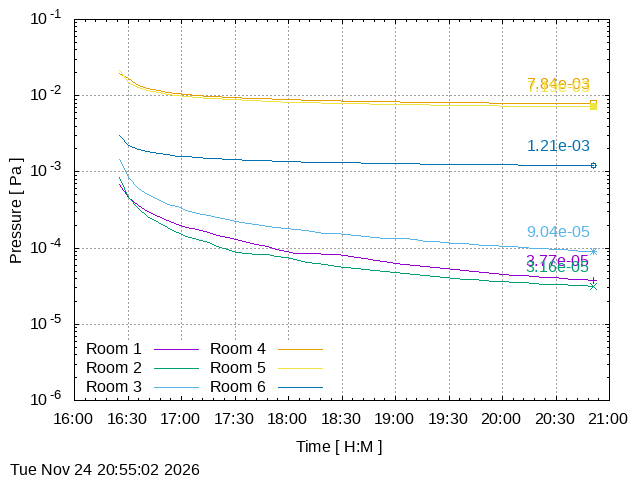 10^-1
10^-2
10^-3
10^-4
10^-5
10^-6
Pressure [ Pa ]
7.84e-03
1.21e-03
9.04e-05
3.77e-05
3.16e-05
Room 1 Room 4
Room 2 Room 5
Room 3 Room 6
16:00 16:30 17:00 17:30 18:00 18:30 19:00 19:30 20:00 20:30 21:00
Time [ H:M ]
Tue Nov 24 20:55:02 2026